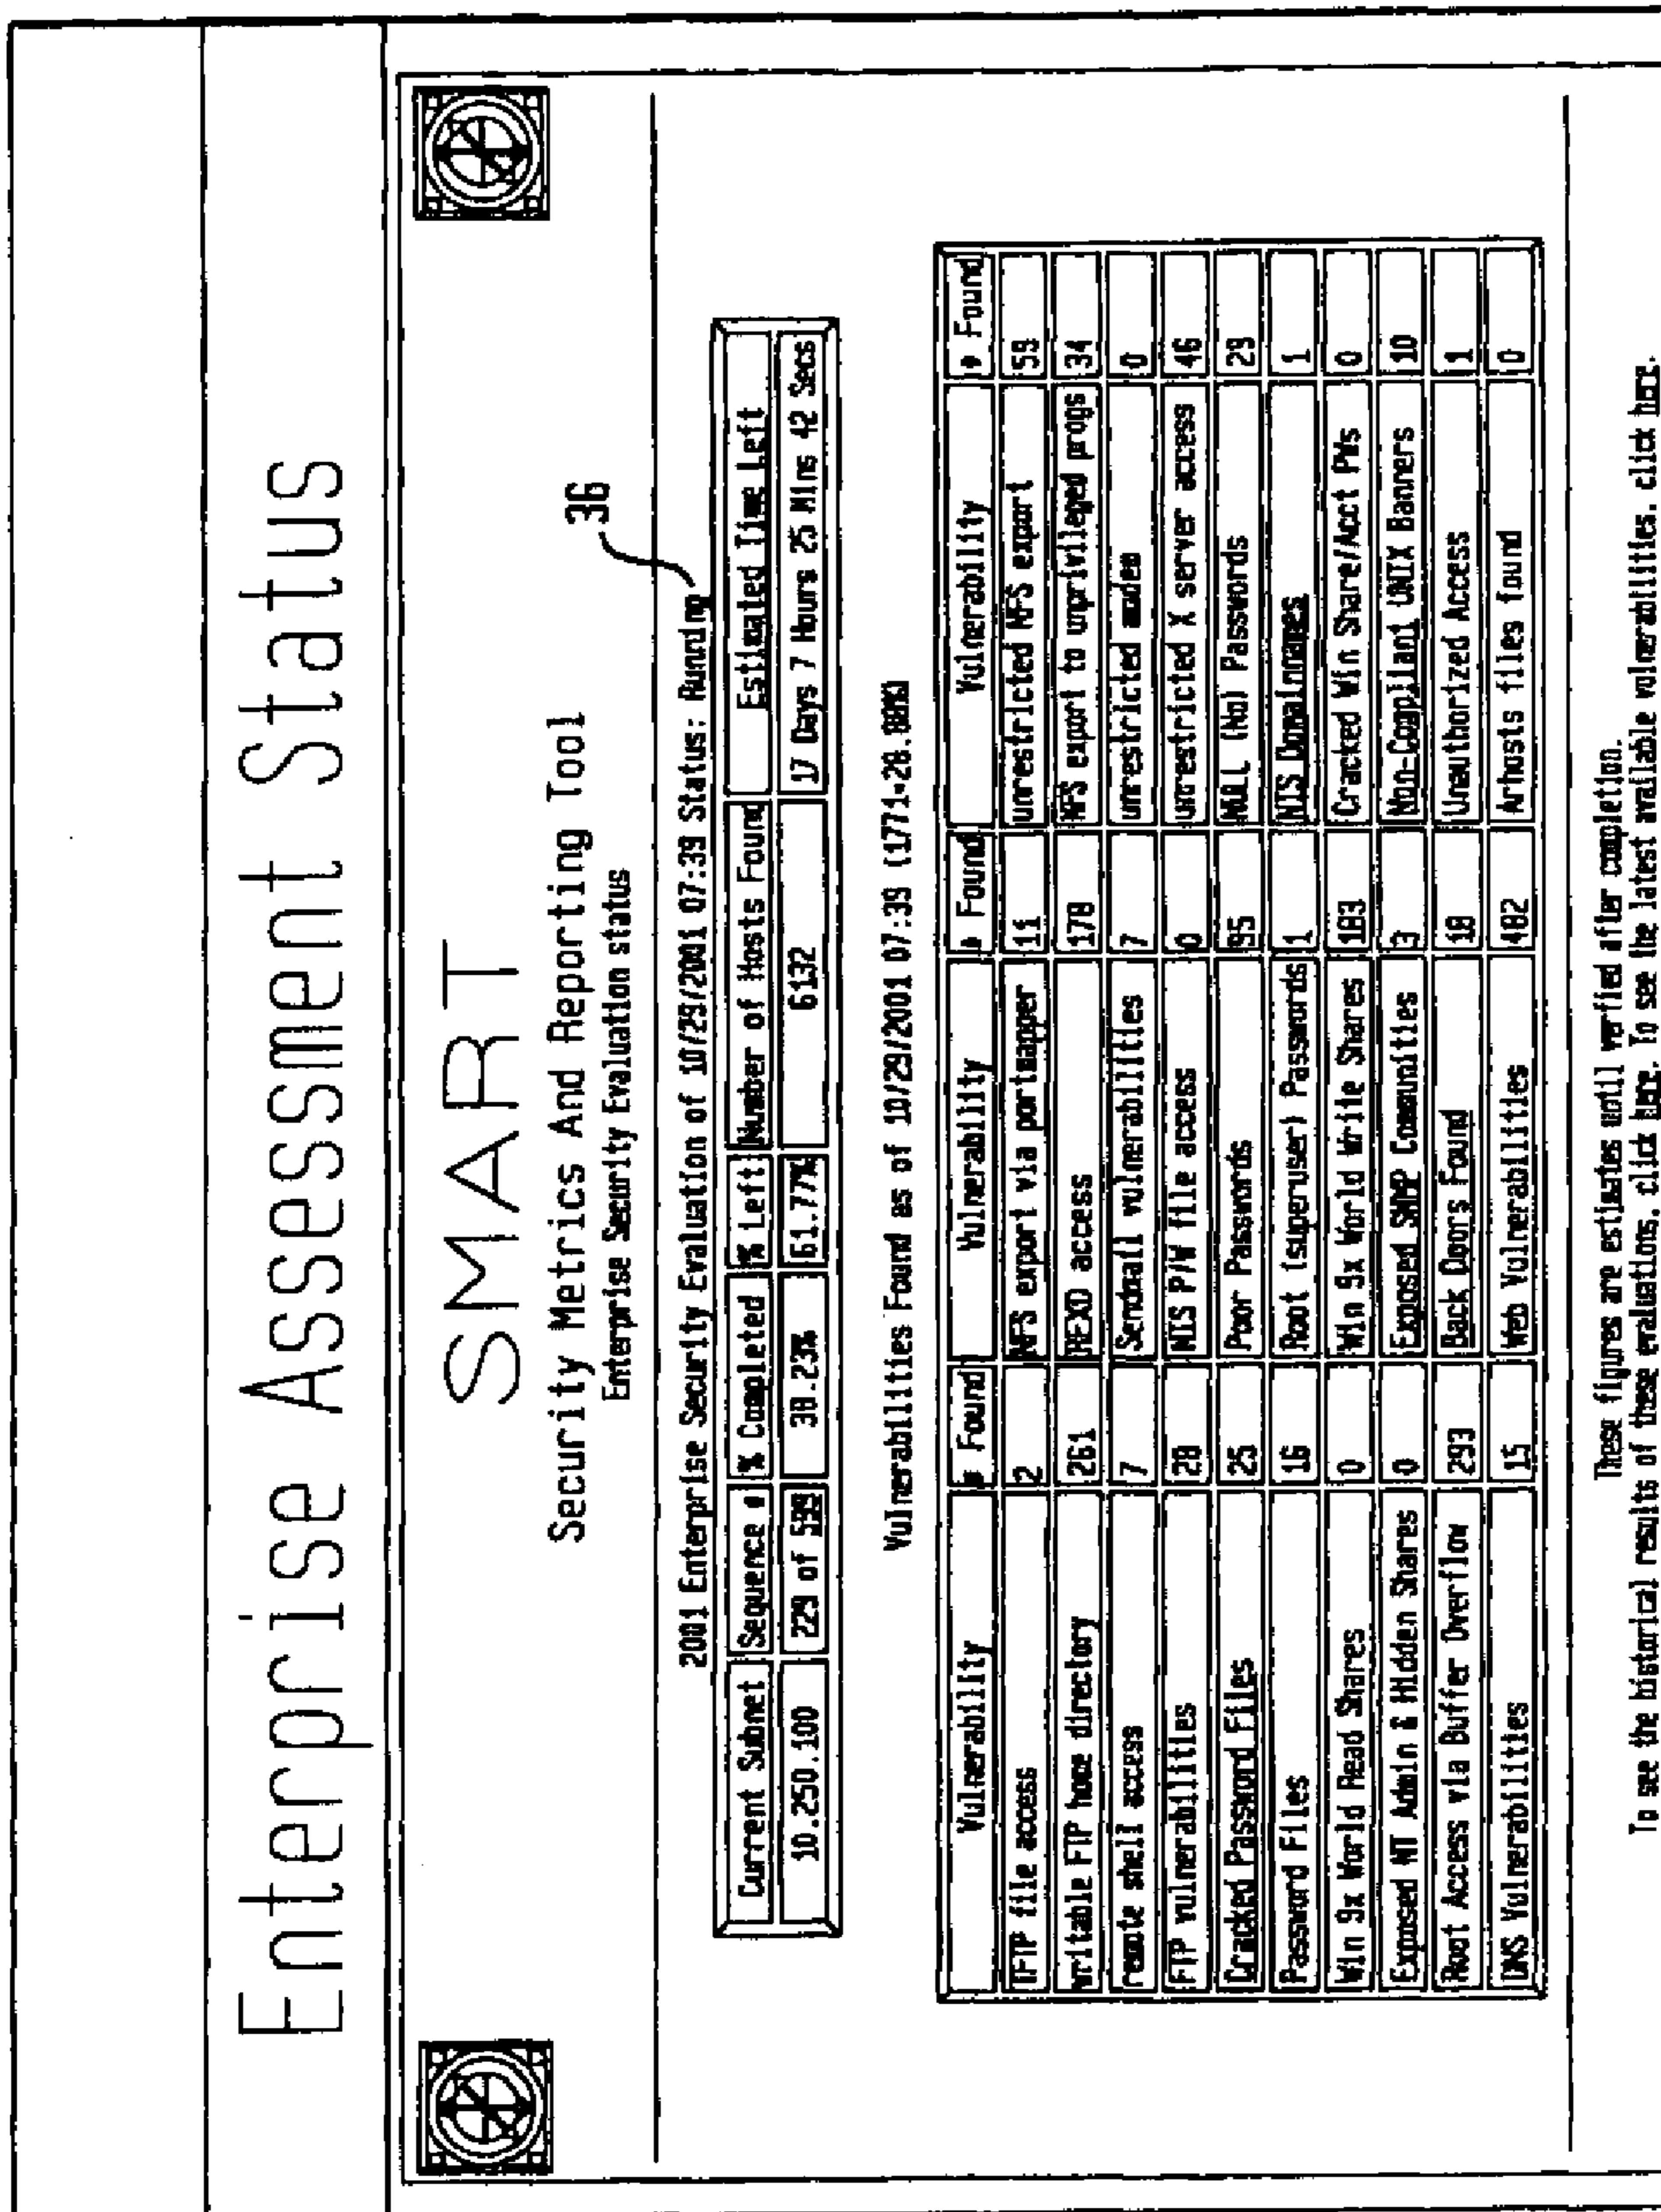 Enterprise Assessment Status
SMART
Security Metrics And Reporting Tool
Enterprise Security Evaluation status
36
2001 Enterprise Security Evaluation of 10/29/2001 07:39 Status: Running
Current Subnet Sequence # % Completed % Left Number of Hosts Found Estimated Time Left
10.250.100 229 of 599 38.23% 61.77% 6132 17 Days 7 Hours 25 Mins 42 Secs
Vulnerabilities Found as of 10/29/2001 07:39 (1771-28.88%)
Vulnerability # Found Vulnerability # Found Vulnerability # Found
TFTP file access 2 NFS export via portmapper 11 unrestricted NFS export 59
writable FTP home directory 261 REXD access 178 NFS export to unprivileged progs 34
remote shell access 7 Sendmail vulnerabilities 7 unrestricted modem 0
FTP vulnerabilities 28 NIS P/W file access 0 unrestricted X server access 46
Cracked Password Files 25 Poor Passwords 95 NULL (No) Passwords 29
Password Files 16 Root (superuser) Passwords 1 NIS Domainnames 1
Win 9x World Read Shares 0 Win 9x World Write Shares 183 Cracked Win Share/Acct PWs 0
Exposed NT Admin & Hidden Shares 0 Exposed SNMP Communities 3 Non-Compliant UNIX Banners 10
Root Access via Buffer Overflow 293 Back Doors Found 18 Unauthorized Access 1
DNS Vulnerabilities 15 Web Vulnerabilities 482 Arhosts files found 0
These figures are estimates until verfied after completion.
To see the historical results of these evaluations, click here. To see the latest available vulnerabilities, click here.